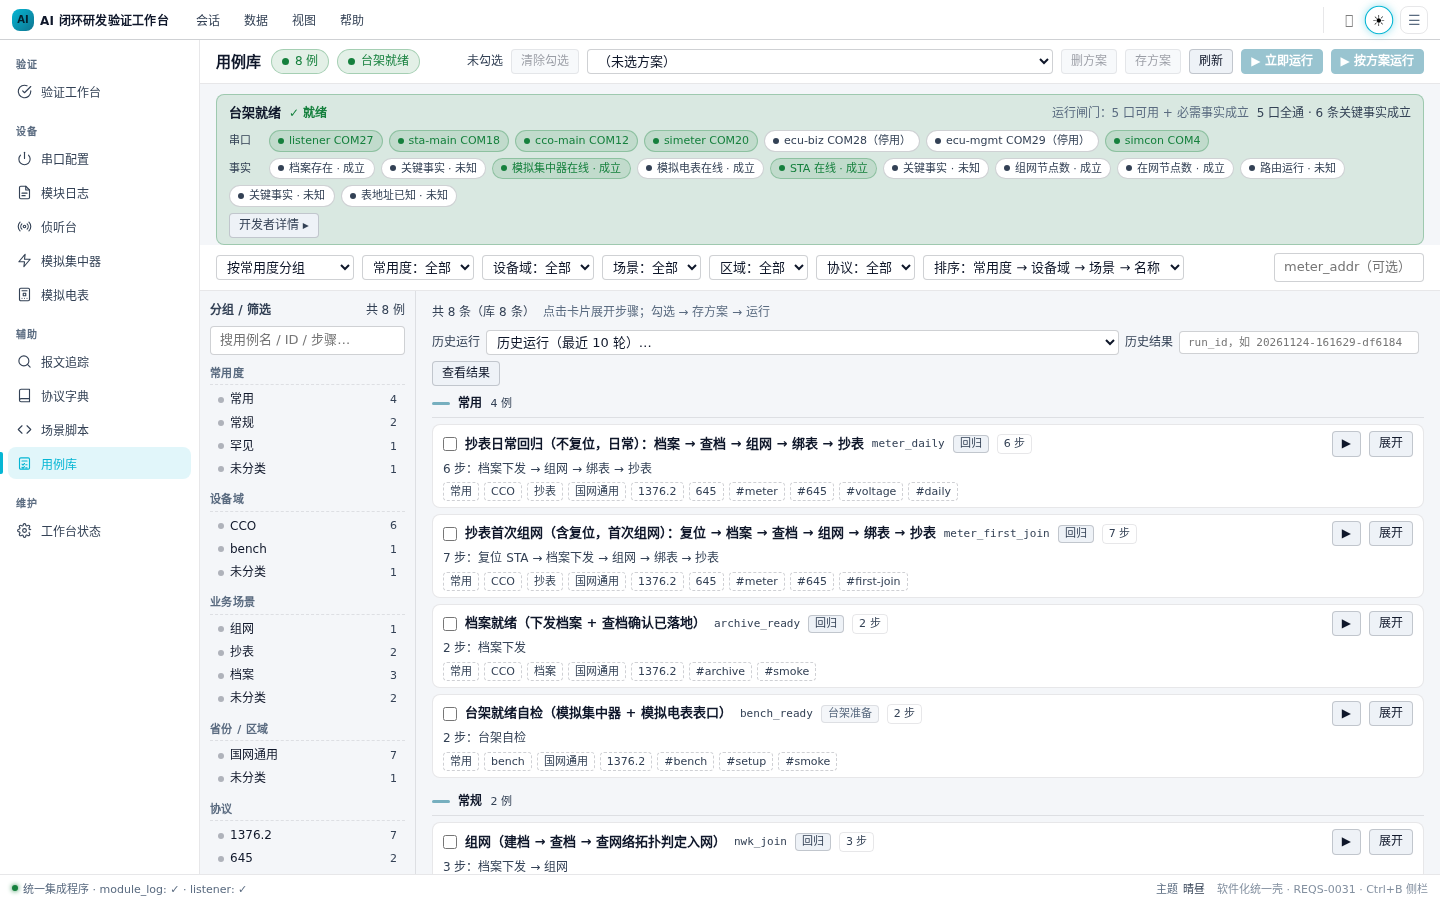 AI AI 闭环研发验证工作台 会话 数据 视图 帮助
验证
验证工作台
设备
串口配置
模块日志
侦听台
模拟集中器
模拟电表
辅助
报文追踪
协议字典
场景脚本
用例库
维护
工作台状态
用例库 8 例 台架就绪 未勾选 清除勾选 （未选方案） 删方案 存方案 刷新 ▶ 立即运行 ▶ 按方案运行
台架就绪 ✓ 就绪 运行闸门：5 口可用 + 必需事实成立 5 口全通 · 6 条关键事实成立
串口 listener COM27 sta-main COM18 cco-main COM12 simeter COM20 ecu-biz COM28（停用） ecu-mgmt COM29（停用） simcon COM4
事实 档案存在 · 成立 关键事实 · 未知 模拟集中器在线 · 成立 模拟电表在线 · 成立 STA 在线 · 成立 关键事实 · 未知 组网节点数 · 成立 在网节点数 · 成立 路由运行 · 未知
关键事实 · 未知 表地址已知 · 未知
开发者详情 ▸
按常用度分组 常用度：全部 设备域：全部 场景：全部 区域：全部 协议：全部 排序：常用度 → 设备域 → 场景 → 名称 meter_addr（可选）
分组 / 筛选 共 8 例
搜用例名 / ID / 步骤…
常用度
常用 4
常规 2
罕见 1
未分类 1
设备域
CCO 6
bench 1
未分类 1
业务场景
组网 1
抄表 2
档案 3
未分类 2
省份 / 区域
国网通用 7
未分类 1
协议
1376.2 7
645 2
共 8 条（库 8 条） 点击卡片展开步骤；勾选 → 存方案 → 运行
历史运行 历史运行（最近 10 轮）… 历史结果 run_id，如 20261124-161629-df6184
查看结果
常用 4 例
抄表日常回归（不复位，日常）：档案 → 查档 → 组网 → 绑表 → 抄表 meter_daily 回归 6 步 ▶ 展开
6 步：档案下发 → 组网 → 绑表 → 抄表
常用 CCO 抄表 国网通用 1376.2 645 #meter #645 #voltage #daily
抄表首次组网（含复位，首次组网）：复位 → 档案 → 查档 → 组网 → 绑表 → 抄表 meter_first_join 回归 7 步 ▶ 展开
7 步：复位 STA → 档案下发 → 组网 → 绑表 → 抄表
常用 CCO 抄表 国网通用 1376.2 645 #meter #645 #first-join
档案就绪（下发档案 + 查档确认已落地） archive_ready 回归 2 步 ▶ 展开
2 步：档案下发
常用 CCO 档案 国网通用 1376.2 #archive #smoke
台架就绪自检（模拟集中器 + 模拟电表表口） bench_ready 台架准备 2 步 ▶ 展开
2 步：台架自检
常用 bench 国网通用 1376.2 #bench #setup #smoke
常规 2 例
组网（建档 → 查档 → 查网络拓扑判定入网） nwk_join 回归 3 步 ▶ 展开
3 步：档案下发 → 组网
统一集成程序 · module_log: ✓ · listener: ✓ 主题 晴昼 软件化统一壳 · REQS-0031 · Ctrl+B 侧栏